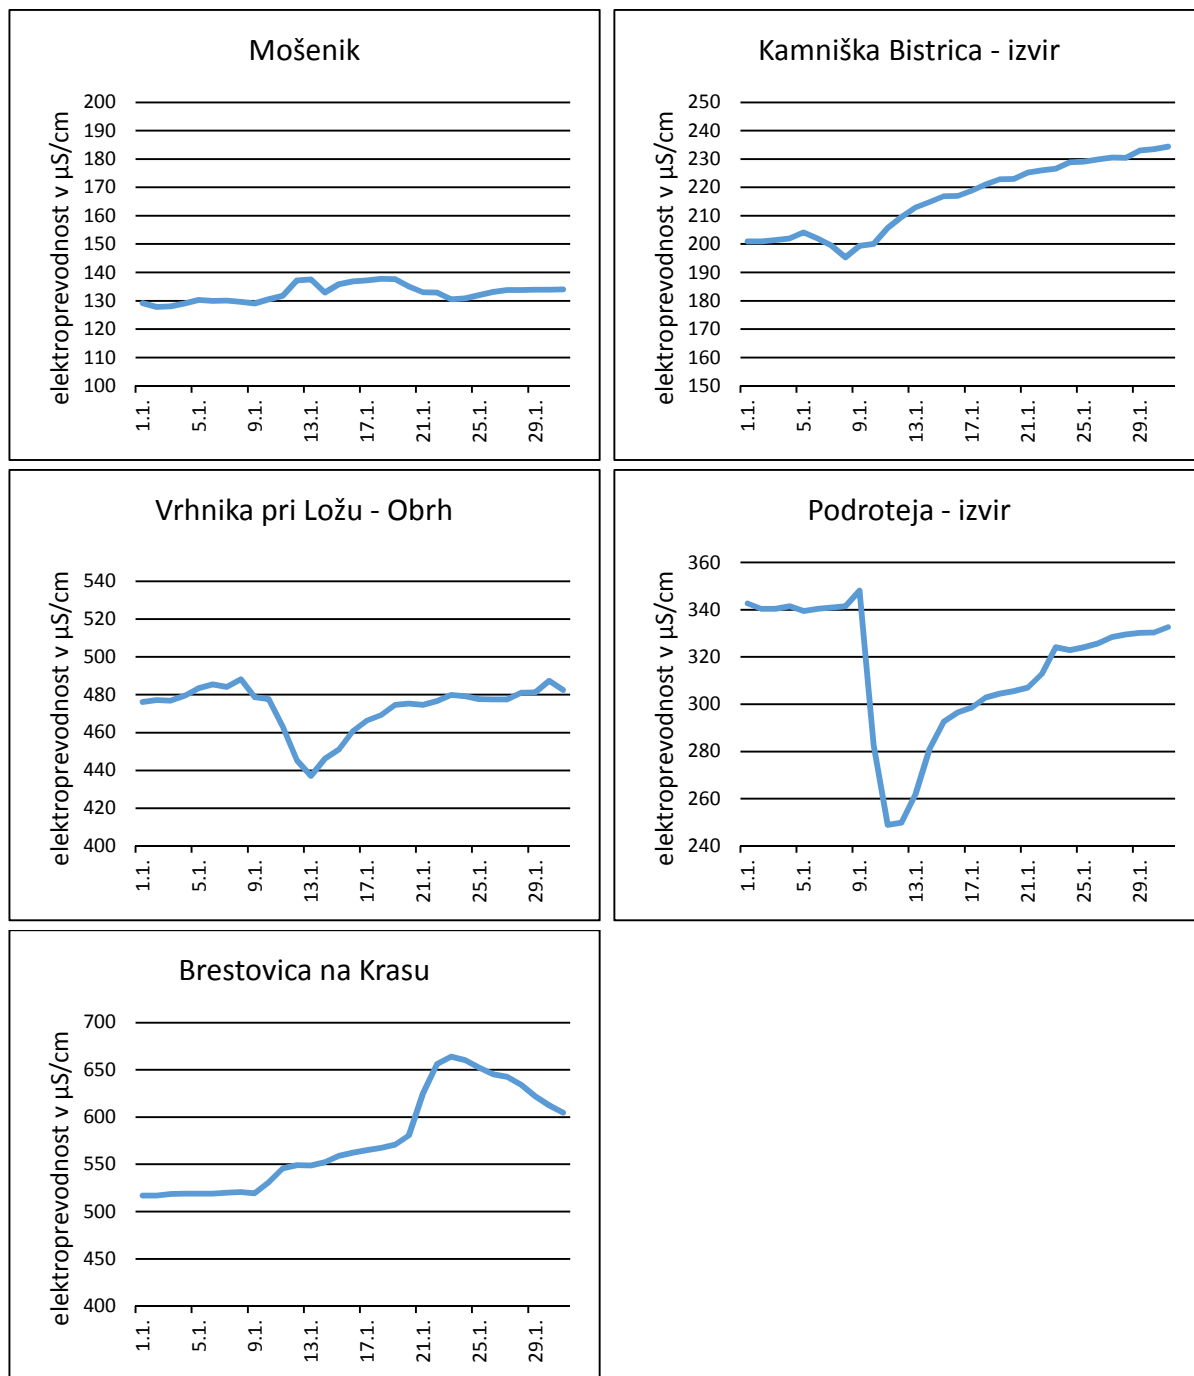 Mošenik
elektroprevodnost v µS/cm
200
190
180
170
160
150
140
130
120
110
100
1.1. 5.1. 9.1. 13.1. 17.1. 21.1. 25.1. 29.1.
Kamniška Bistrica - izvir
elektroprevodnost v µS/cm
250
240
230
220
210
200
190
180
170
160
150
1.1. 5.1. 9.1. 13.1. 17.1. 21.1. 25.1. 29.1.
Vrhnika pri Ložu - Obrh
elektroprevodnost v µS/cm
540
520
500
480
460
440
420
400
1.1. 5.1. 9.1. 13.1. 17.1. 21.1. 25.1. 29.1.
Podroteja - izvir
elektroprevodnost v µS/cm
360
340
320
300
280
260
240
1.1. 5.1. 9.1. 13.1. 17.1. 21.1. 25.1. 29.1.
Brestovica na Krasu
elektroprevodnost v µS/cm
700
650
600
550
500
450
400
1.1. 5.1. 9.1. 13.1. 17.1. 21.1. 25.1. 29.1.